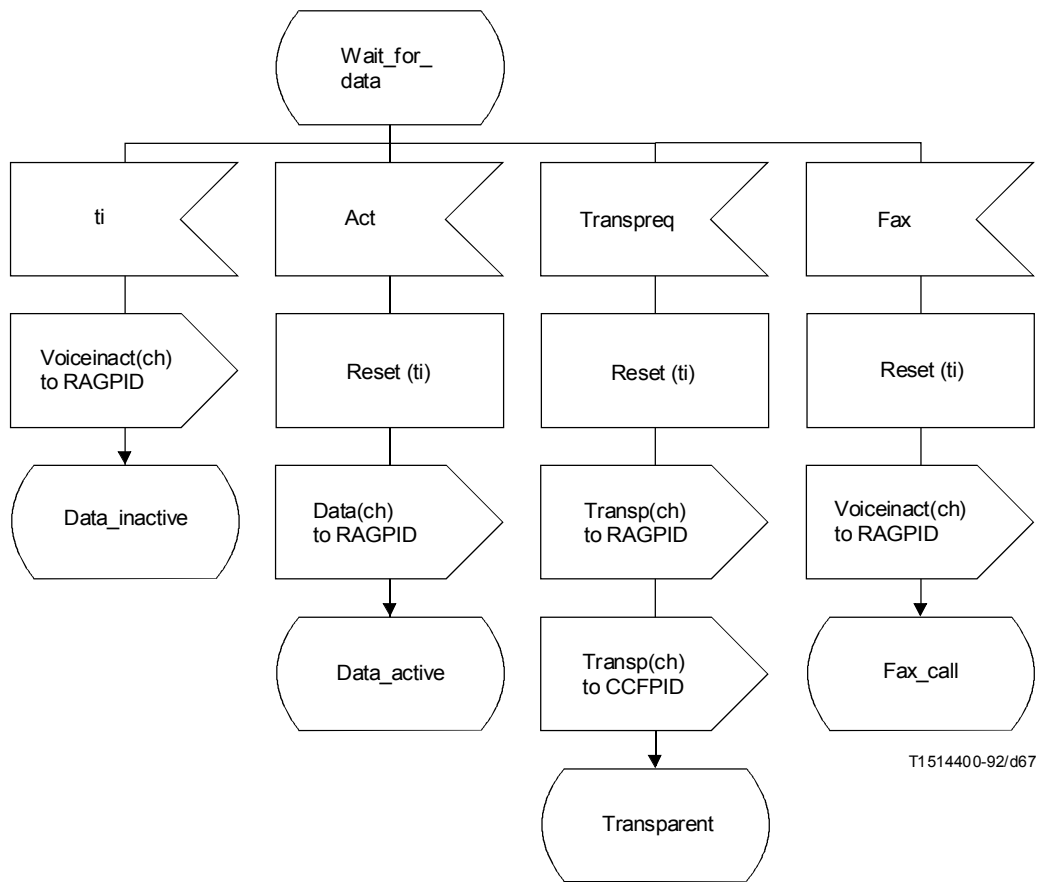 Wait_for_
data
ti
Act
Transpreq
Fax
Voiceinact(ch)
to RAGPID
Reset (ti)
Reset (ti)
Reset (ti)
Data_inactive
Data(ch)
to RAGPID
Transp(ch)
to RAGPID
Voiceinact(ch)
to RAGPID
Data_active
Transp(ch)
to CCFPID
Fax_call
T1514400-92/d67
Transparent